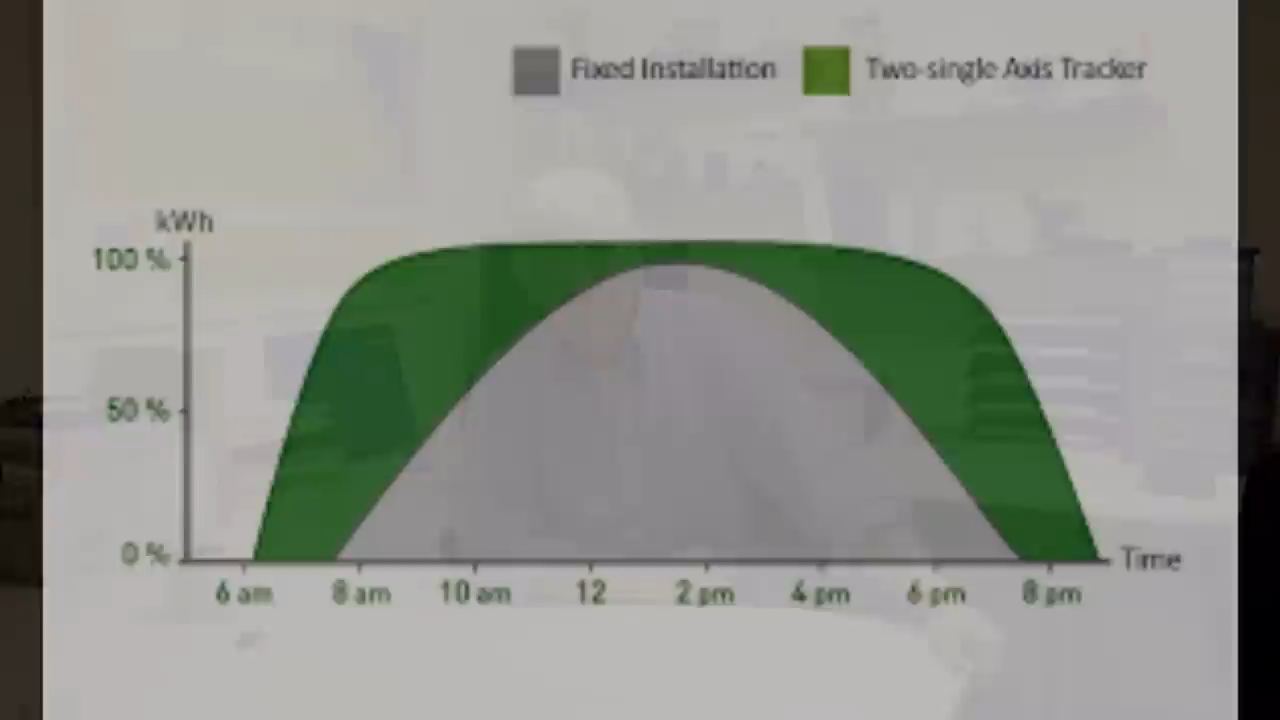 Fixed Installation
Two-single Axis Tracker
kWh
100 %
50 %
0 %
Time
6 am
8 am
10 am
12
2 pm
4 pm
6 pm
8 pm